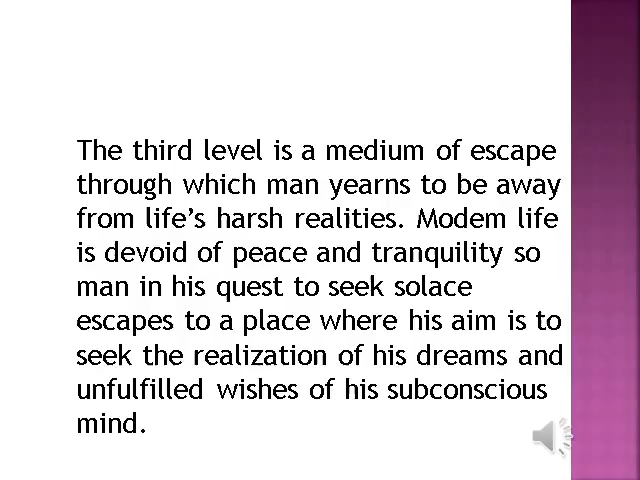 The third level is a medium of escape
through which man yearns to be away
from life’s harsh realities. Modem life
is devoid of peace and tranquility so
man in his quest to seek solace
escapes to a place where his aim is to
seek the realization of his dreams and
unfulfilled wishes of his subconscious
mind.